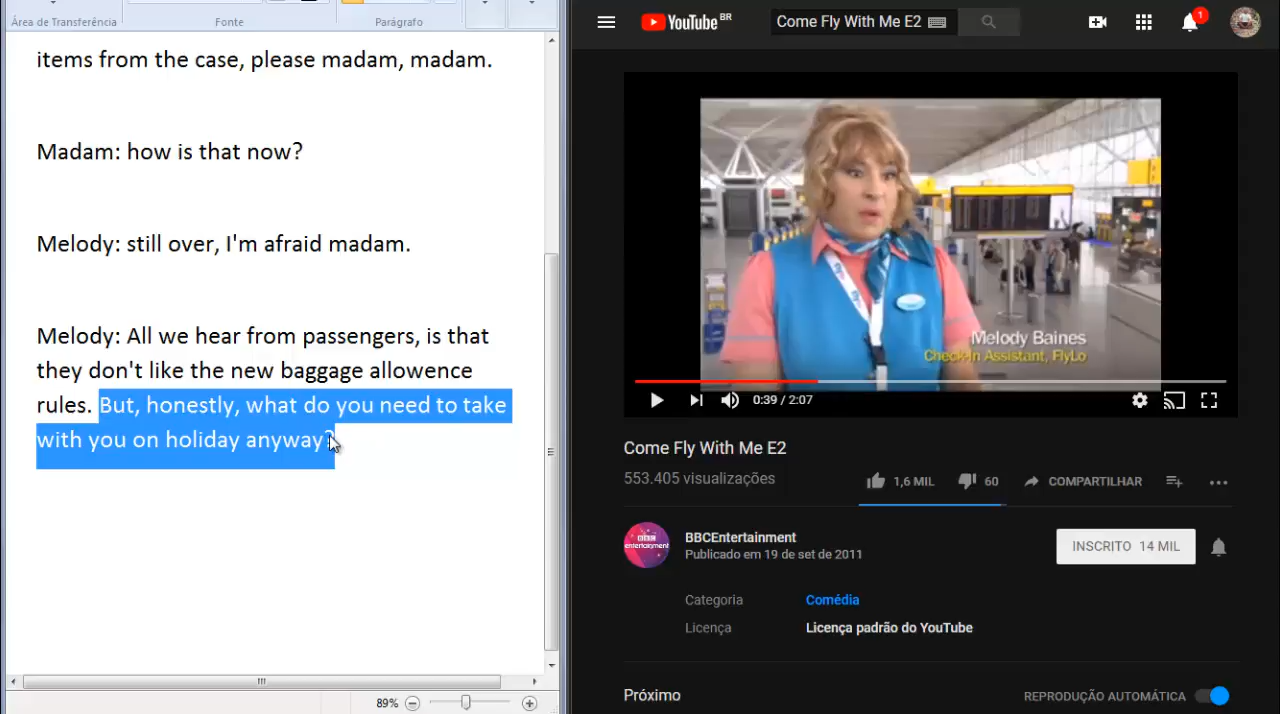 Área de Transferência
Fonte
Parágrafo
items from the case, please madam, madam.
Madam: how is that now?
Melody: still over, I'm afraid madam.
Melody: All we hear from passengers, is that
they don't like the new baggage allowence
rules. But, honestly, what do you need to take
with you on holiday anyway?
89%
YouTube BR
Come Fly With Me E2
1
Melody Baines
Check-In Assistant, FlyLo
0:39 / 2:07
Come Fly With Me E2
553.405 visualizações
1,6 MIL
60
COMPARTILHAR
BBC
entertainment
BBCEntertainment
Publicado em 19 de set de 2011
INSCRITO 14 MIL
Categoria
Comédia
Licença
Licença padrão do YouTube
Próximo
REPRODUÇÃO AUTOMÁTICA